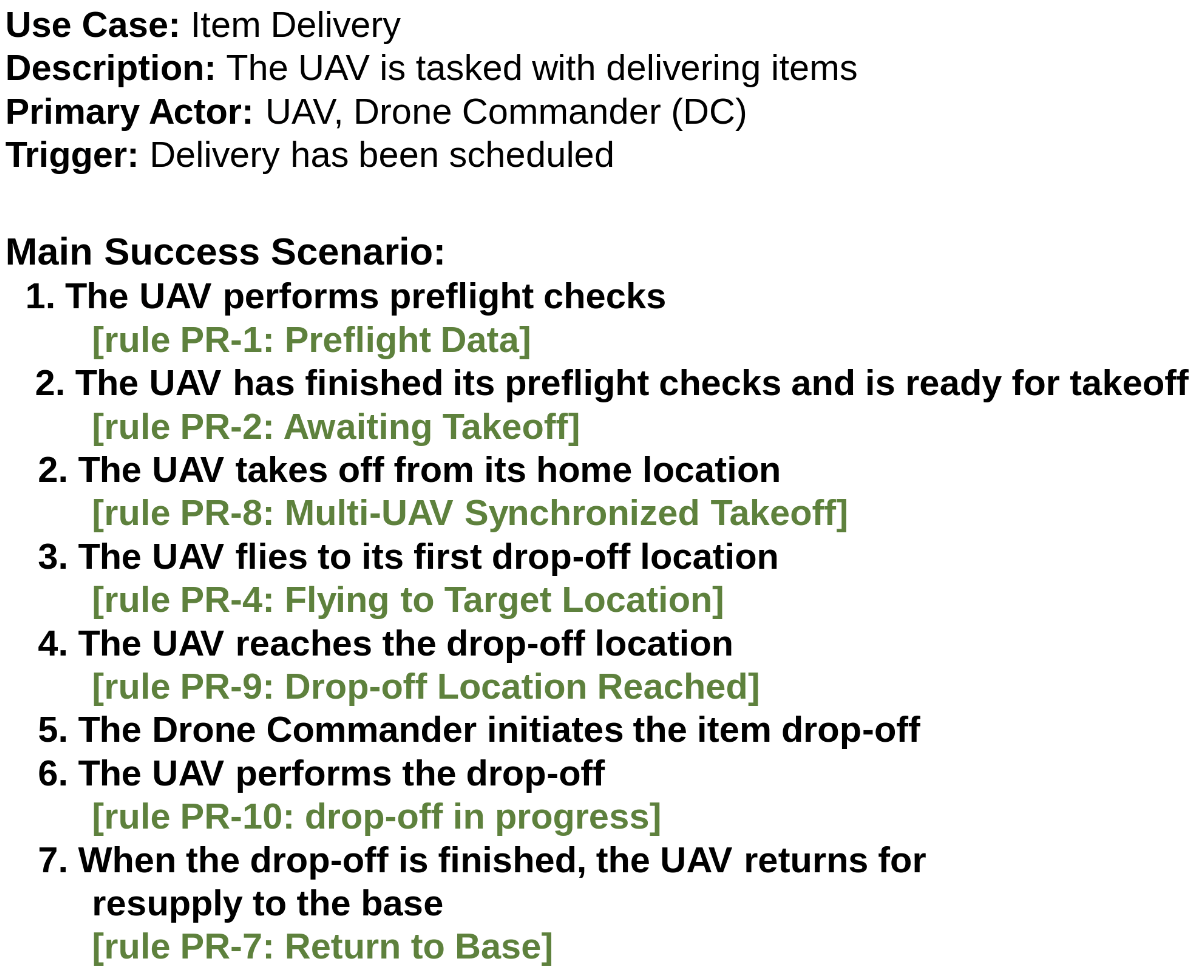 Use Case: Item Delivery
Description: The UAV is tasked with delivering items
Primary Actor: UAV, Drone Commander (DC)
Trigger: Delivery has been scheduled
Main Success Scenario:
1. The UAV performs preflight checks
[rule PR-1: Preflight Data]
2. The UAV has finished its preflight checks and is ready for takeoff
[rule PR-2: Awaiting Takeoff]
2. The UAV takes off from its home location
[rule PR-8: Multi-UAV Synchronized Takeoff]
3. The UAV flies to its first drop-off location
[rule PR-4: Flying to Target Location]
4. The UAV reaches the drop-off location
[rule PR-9: Drop-off Location Reached]
5. The Drone Commander initiates the item drop-off
6. The UAV performs the drop-off
[rule PR-10: drop-off in progress]
7. When the drop-off is finished, the UAV returns for
resupply to the base
[rule PR-7: Return to Base]